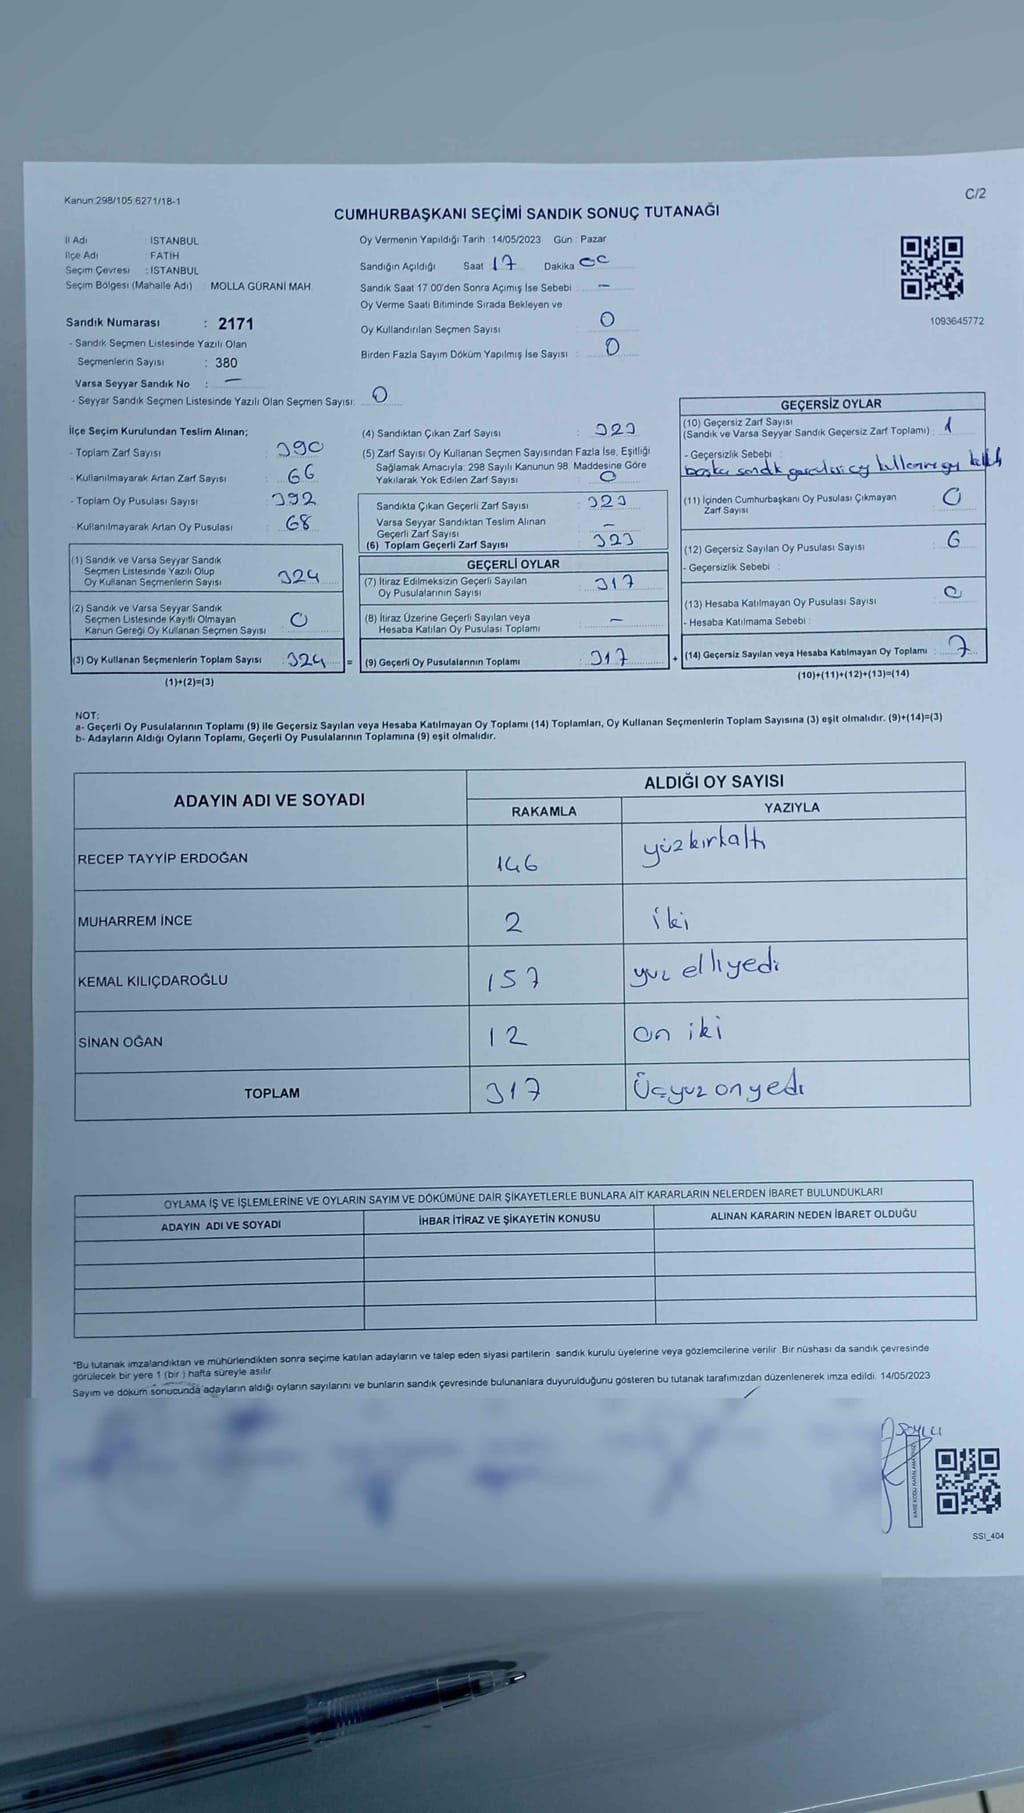 Kanun:298/105,6271/18-1
C/2
CUMHURBAŞKANI SEÇİMİ SANDIK SONUÇ TUTANAĞI
İl Adı : İSTANBUL
İlçe Adı : FATİH
Seçim Çevresi : İSTANBUL
Seçim Bölgesi (Mahalle Adı) : MOLLA GÜRANİ MAH
Oy Vermenin Yapıldığı Tarih :14/05/2023 Gün : Pazar
Sandığın Açıldığı Saat 17 Dakika 00
Sandık Saat 17:00'den Sonra Açımış İse Sebebi : –
Oy Verme Saati Bitiminde Sırada Bekleyen ve
Oy Kullandırılan Seçmen Sayısı : 0
Birden Fazla Sayım Döküm Yapılmış İse Sayısı : 0
1093645772
Sandık Numarası : 2171
- Sandık Seçmen Listesinde Yazılı Olan
Seçmenlerin Sayısı : 380
Varsa Seyyar Sandık No : –
- Seyyar Sandık Seçmen Listesinde Yazılı Olan Seçmen Sayısı: 0
İlçe Seçim Kurulundan Teslim Alınan;
- Toplam Zarf Sayısı : 390
- Kullanılmayarak Artan Zarf Sayısı : 66
- Toplam Oy Pusulası Sayısı : 392
- Kullanılmayarak Artan Oy Pusulası : 68
(1) Sandık ve Varsa Seyyar Sandık
Seçmen Listesinde Yazılı Olup
Oy Kullanan Seçmenlerin Sayısı : 324
(2) Sandık ve Varsa Seyyar Sandık
Seçmen Listesinde Kayıtlı Olmayan
Kanun Gereği Oy Kullanan Seçmen Sayısı : 0
(3) Oy Kullanan Seçmenlerin Toplam Sayısı : 324 =
(1)+(2)=(3)
(4) Sandıktan Çıkan Zarf Sayısı : 323
(5) Zarf Sayısı Oy Kullanan Seçmen Sayısından Fazla İse, Eşitliği
Sağlamak Amacıyla; 298 Sayılı Kanunun 98. Maddesine Göre
Yakılarak Yok Edilen Zarf Sayısı : 0
Sandıkta Çıkan Geçerli Zarf Sayısı : 323
Varsa Seyyar Sandıktan Teslim Alınan
Geçerli Zarf Sayısı : –
(6) Toplam Geçerli Zarf Sayısı : 323
GEÇERLİ OYLAR
(7) İtiraz Edilmeksizin Geçerli Sayılan
Oy Pusulalarının Sayısı : 317
(8) İtiraz Üzerine Geçerli Sayılan veya
Hesaba Katılan Oy Pusulası Toplamı : –
(9) Geçerli Oy Pusulalarının Toplamı : 317 +
GEÇERSİZ OYLAR
(10) Geçersiz Zarf Sayısı
(Sandık ve Varsa Seyyar Sandık Geçersiz Zarf Toplamı) : 1
- Geçersizlik Sebebi :
başka sandık oy
(11) İçinden Cumhurbaşkanı Oy Pusulası Çıkmayan
Zarf Sayısı : 0
(12) Geçersiz Sayılan Oy Pusulası Sayısı : 6
- Geçersizlik Sebebi :
(13) Hesaba Katılmayan Oy Pusulası Sayısı : 0
- Hesaba Katılmama Sebebi :
(14) Geçersiz Sayılan veya Hesaba Katılmayan Oy Toplamı : 7
(10)+(11)+(12)+(13)=(14)
NOT:
a- Geçerli Oy Pusulalarının Toplamı (9) ile Geçersiz Sayılan veya Hesaba Katılmayan Oy Toplamı (14) Toplamları, Oy Kullanan Seçmenlerin Toplam Sayısına (3) eşit olmalıdır. (9)+(14)=(3)
b- Adayların Aldığı Oyların Toplamı, Geçerli Oy Pusulalarının Toplamına (9) eşit olmalıdır.
ADAYIN ADI VE SOYADI
ALDIĞI OY SAYISI
RAKAMLA YAZIYLA
RECEP TAYYİP ERDOĞAN 146 yüzkırkaltı
MUHARREM İNCE 2 iki
KEMAL KILIÇDAROĞLU 157 yüz elliyedi
SİNAN OĞAN 12 on iki
TOPLAM 317 Üçyüz onyedi
OYLAMA İŞ VE İŞLEMLERİNE VE OYLARIN SAYIM VE DÖKÜMÜNE DAİR ŞİKAYETLERLE BUNLARA AİT KARARLARIN NELERDEN İBARET BULUNDUKLARI
ADAYIN ADI VE SOYADI İHBAR İTİRAZ VE ŞİKAYETİN KONUSU ALINAN KARARIN NEDEN İBARET OLDUĞU
*Bu tutanak imzalandıktan ve mühürlendikten sonra seçime katılan adayların ve talep eden siyasi partilerin sandık kurulu üyelerine veya gözlemcilerine verilir. Bir nüshası da sandık çevresinde
görülecek bir yere 1 (bir ) hafta süreyle asılır
Sayım ve döküm sonucunda adayların aldığı oyların sayılarını ve bunların sandık çevresinde bulunanlara duyurulduğunu gösteren bu tutanak tarafımızdan düzenlenerek imza edildi. 14/05/2023
SOYLU
SSI_404